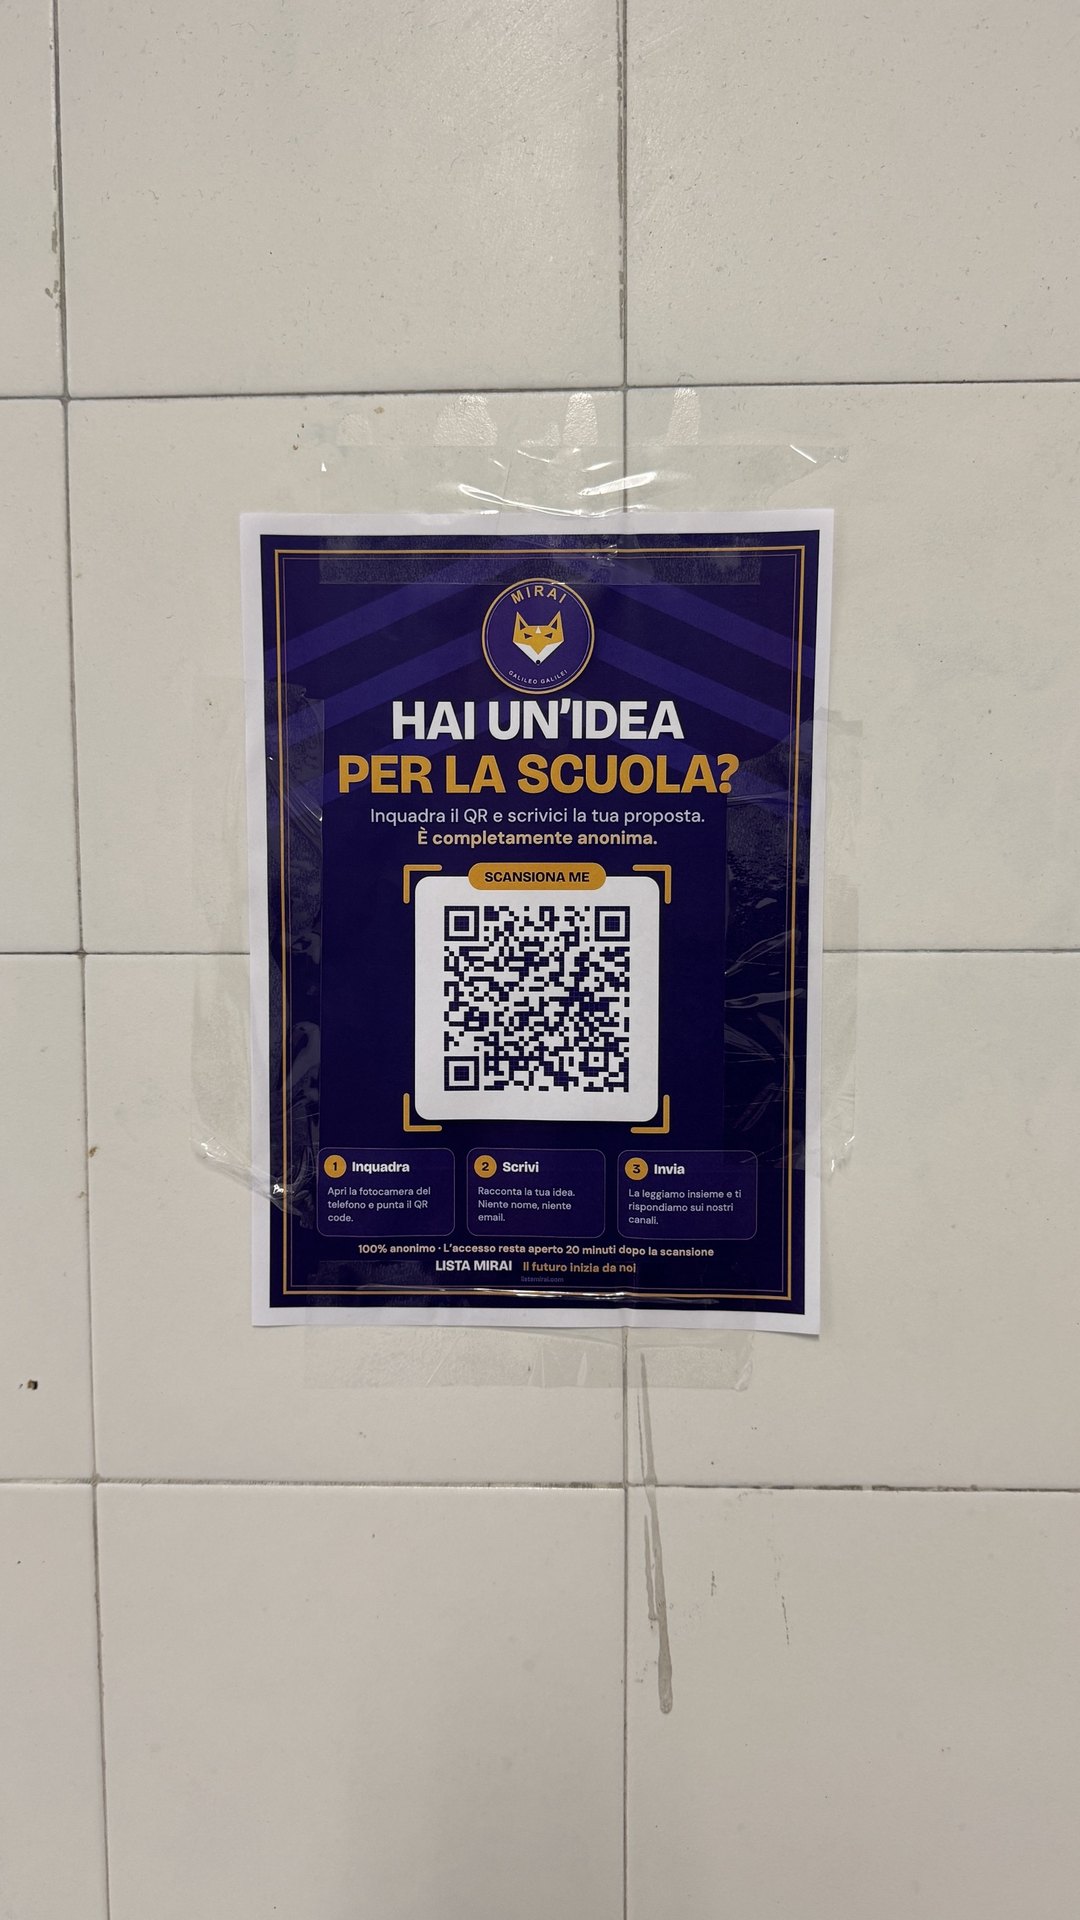 MIRAI
GALILEO GALILEI
HAI UN'IDEA
PER LA SCUOLA?
Inquadra il QR e scrivici la tua proposta.
È completamente anonima.
SCANSIONA ME
1 Inquadra
Apri la fotocamera del
telefono e punta il QR
code.
2 Scrivi
Racconta la tua idea.
Niente nome, niente
email.
3 Invia
La leggiamo insieme e ti
rispondiamo sui nostri
canali.
100% anonimo · L'accesso resta aperto 20 minuti dopo la scansione
LISTA MIRAI Il futuro inizia da noi
listamirai.com